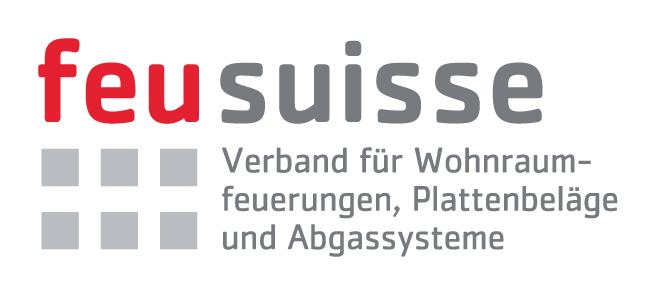 feusuisse
Verband für Wohnraum-
feuerungen, Plattenbeläge
und Abgassysteme